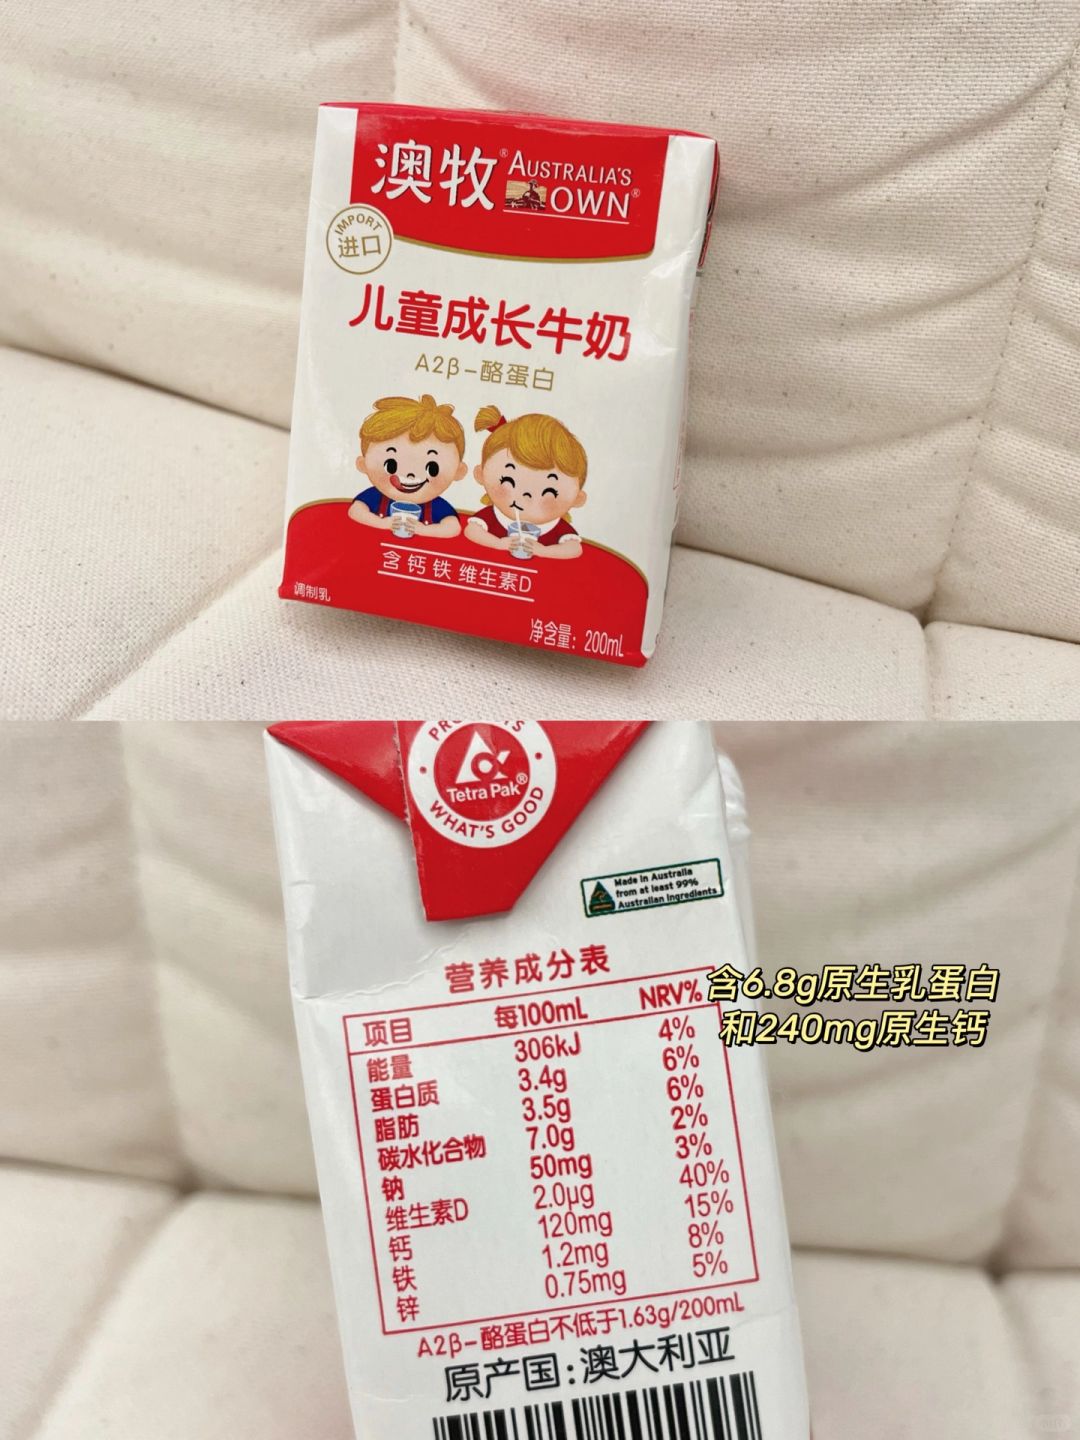 澳牧® AUSTRALIA'S
OWN®
IMPORT
进口
儿童成长牛奶
A2β-酪蛋白
含 钙 铁 维生素D
调制乳
净含量：200mL
Tetra Pak®
WHAT'S GOOD
Made in Australia
from at least 99%
Australian Ingredients
营养成分表
项目 每100mL NRV%
能量 306kJ 4%
蛋白质 3.4g 6%
脂肪 3.5g 6%
碳水化合物 7.0g 2%
钠 50mg 3%
维生素D 2.0μg 40%
钙 120mg 15%
铁 1.2mg 8%
锌 0.75mg 5%
A2β-酪蛋白不低于1.63g/200mL
原产国：澳大利亚
含6.8g原生乳蛋白
和240mg原生钙